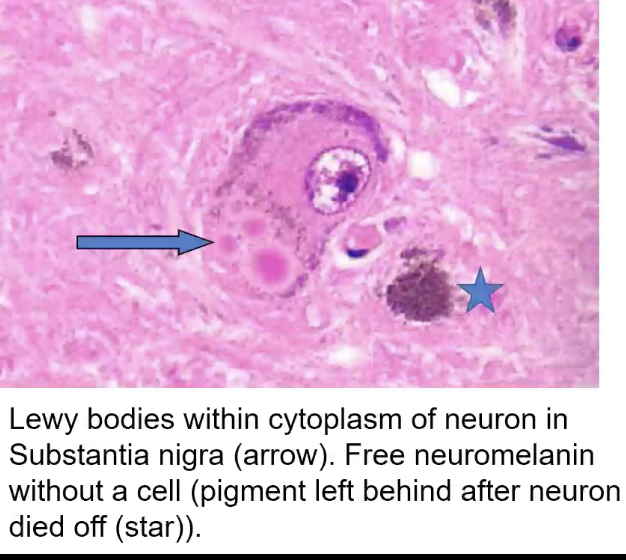 Lewy bodies within cytoplasm of neuron in
Substantia nigra (arrow). Free neuromelanin
without a cell (pigment left behind after neuron
died off (star)).